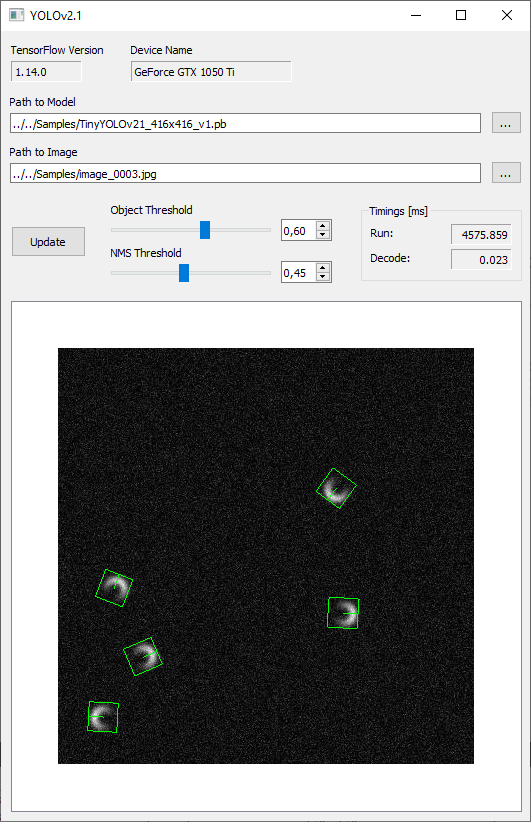 YOLOv2.1
TensorFlow Version
Device Name
1.14.0
GeForce GTX 1050 Ti
Path to Model
../../Samples/TinyYOLOv21_416x416_v1.pb
...
Path to Image
../../Samples/image_0003.jpg
...
Update
Object Threshold
0,60
NMS Threshold
0,45
Timings [ms]
Run:
4575.859
Decode:
0.023